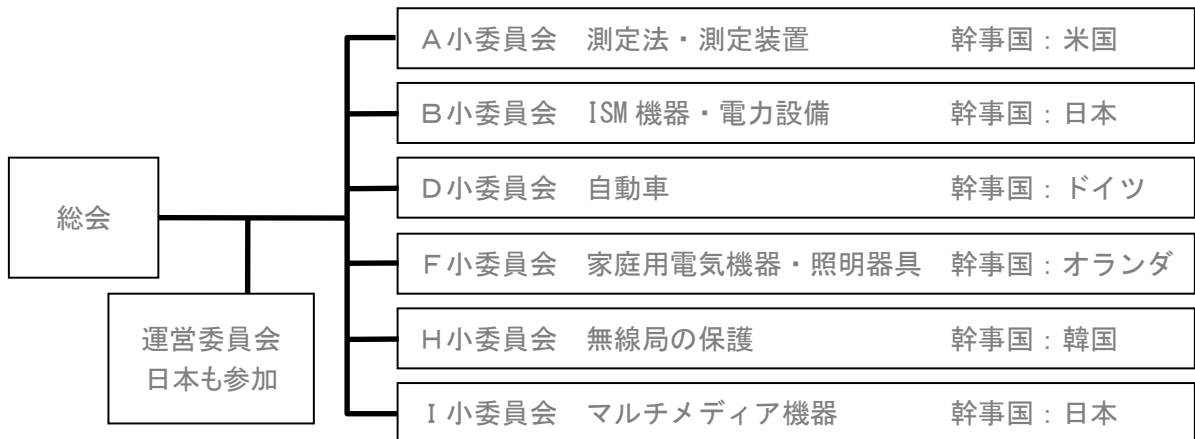 A小委員会 測定法・測定装置 幹事国：米国
B小委員会 ISM機器・電力設備 幹事国：日本
D小委員会 自動車 幹事国：ドイツ
F小委員会 家庭用電気機器・照明器具 幹事国：オランダ
H小委員会 無線局の保護 幹事国：韓国
I小委員会 マルチメディア機器 幹事国：日本
総会
運営委員会
日本も参加